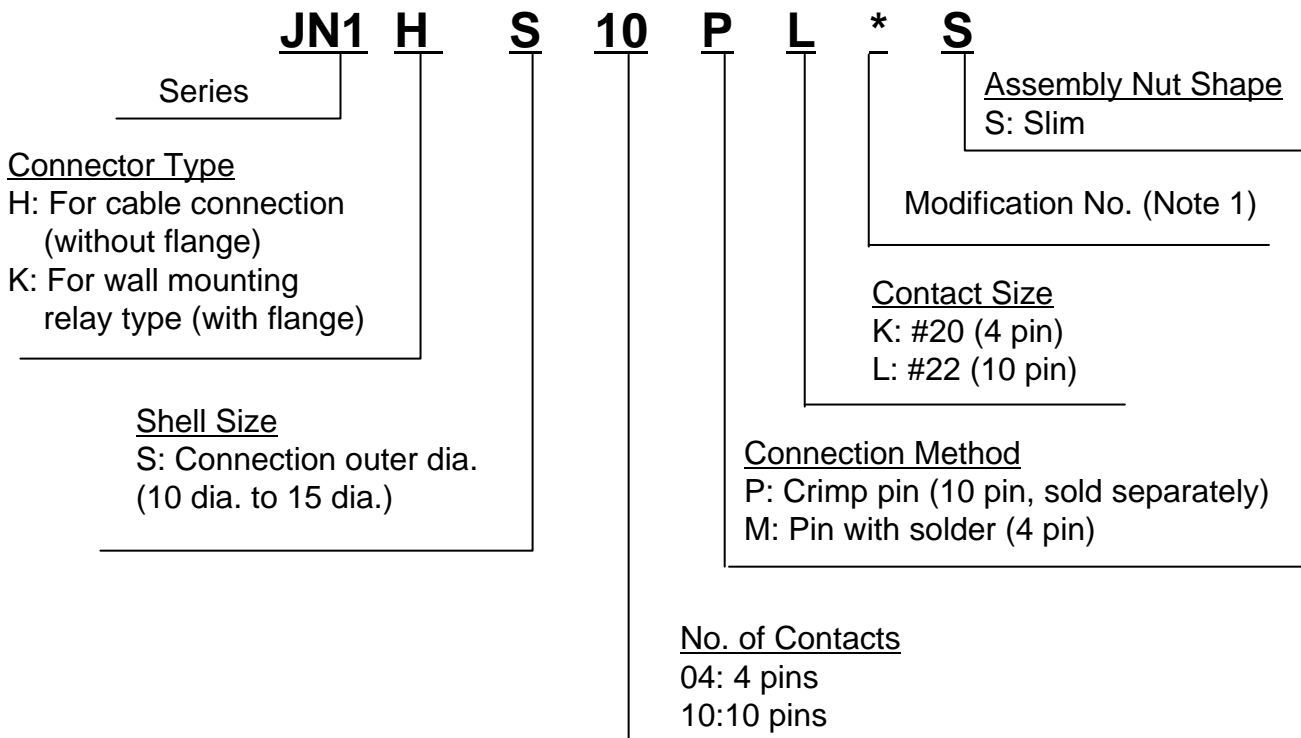 JN1 H S 10 P L * S
Series
Assembly Nut Shape
S: Slim
Connector Type
H: For cable connection
(without flange)
K: For wall mounting
relay type (with flange)
Modification No. (Note 1)
Contact Size
K: #20 (4 pin)
L: #22 (10 pin)
Shell Size
S: Connection outer dia.
(10 dia. to 15 dia.)
Connection Method
P: Crimp pin (10 pin, sold separately)
M: Pin with solder (4 pin)
No. of Contacts
04: 4 pins
10:10 pins